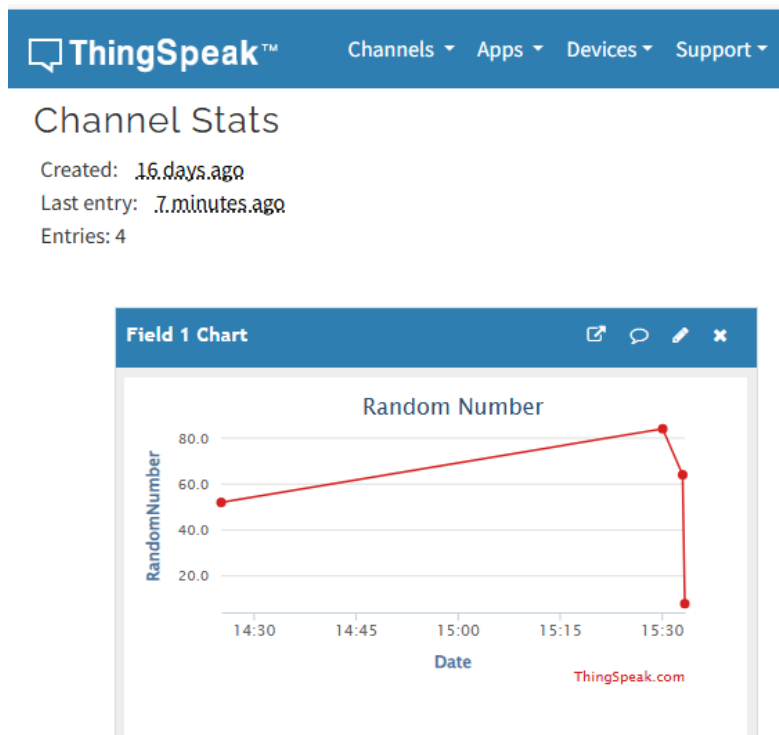 ThingSpeak™ Channels Apps Devices Support
Channel Stats
Created: 16 days ago
Last entry: 7 minutes ago
Entries: 4
Field 1 Chart
Random Number
RandomNumber
80.0
60.0
40.0
20.0
14:30 14:45 15:00 15:15 15:30
Date
ThingSpeak.com